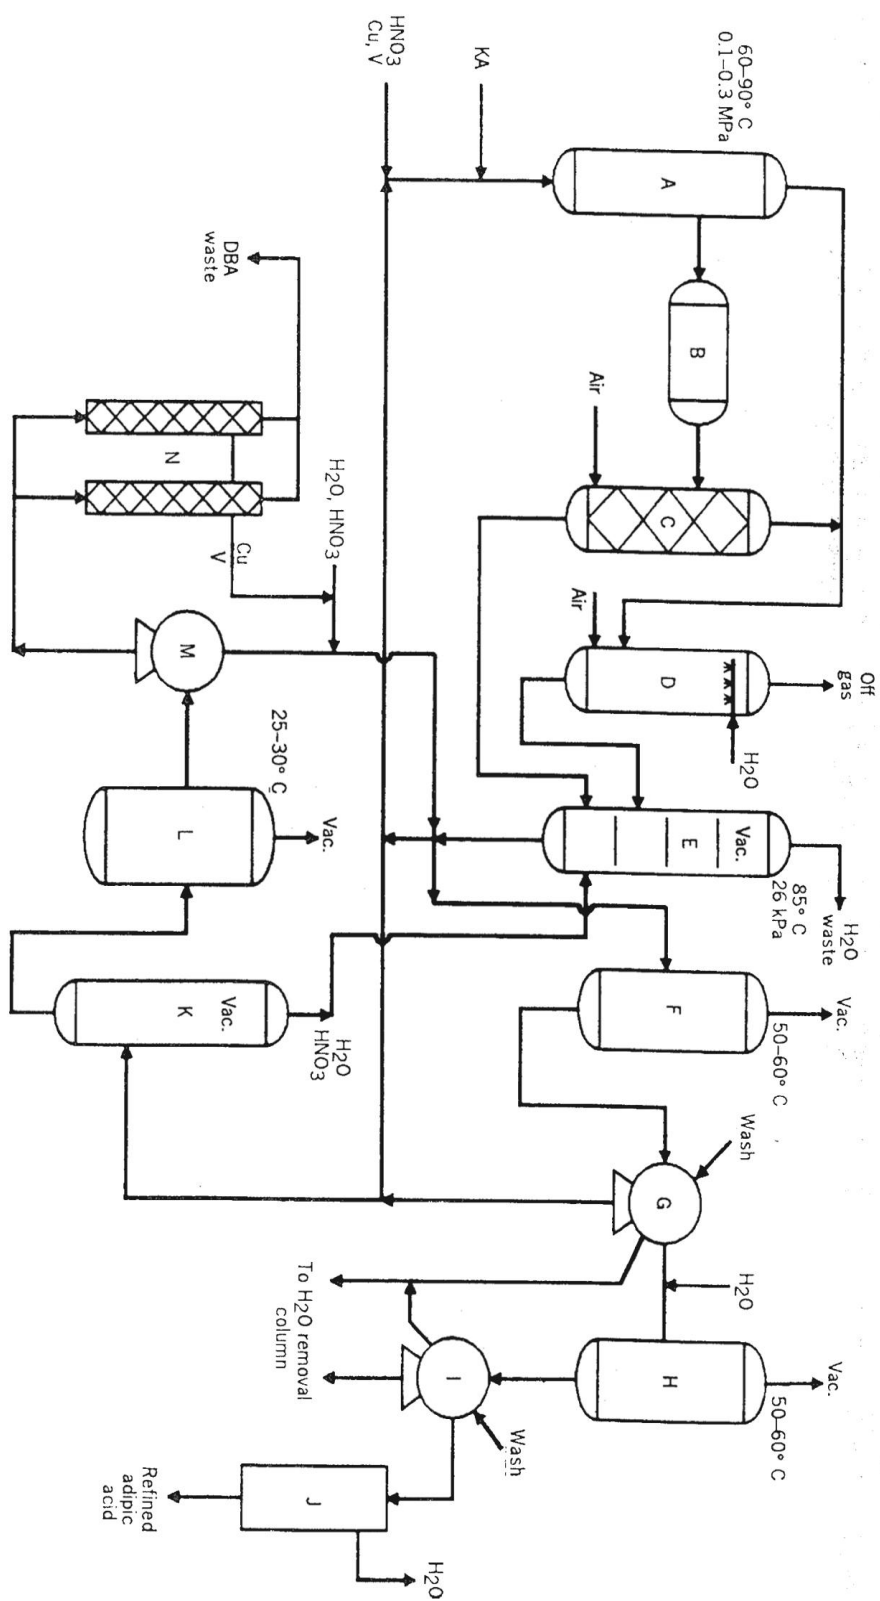 HNO3
Cu, V
KA
60–90° C
0.1–0.3 MPa
A
B
Air
C
Air
D
H2O
Off
gas
E
Vac.
85° C
26 kPa
H2O
waste
F
Vac.
50–60° C
Wash
G
H2O
H
Vac.
50–60° C
I
Wash
To H2O removal
column
J
H2O
Refined
adipic
acid
K
Vac.
H2O
HNO3
L
Vac.
25–30° C
M
H2O, HNO3
Cu
V
N
DBA
waste